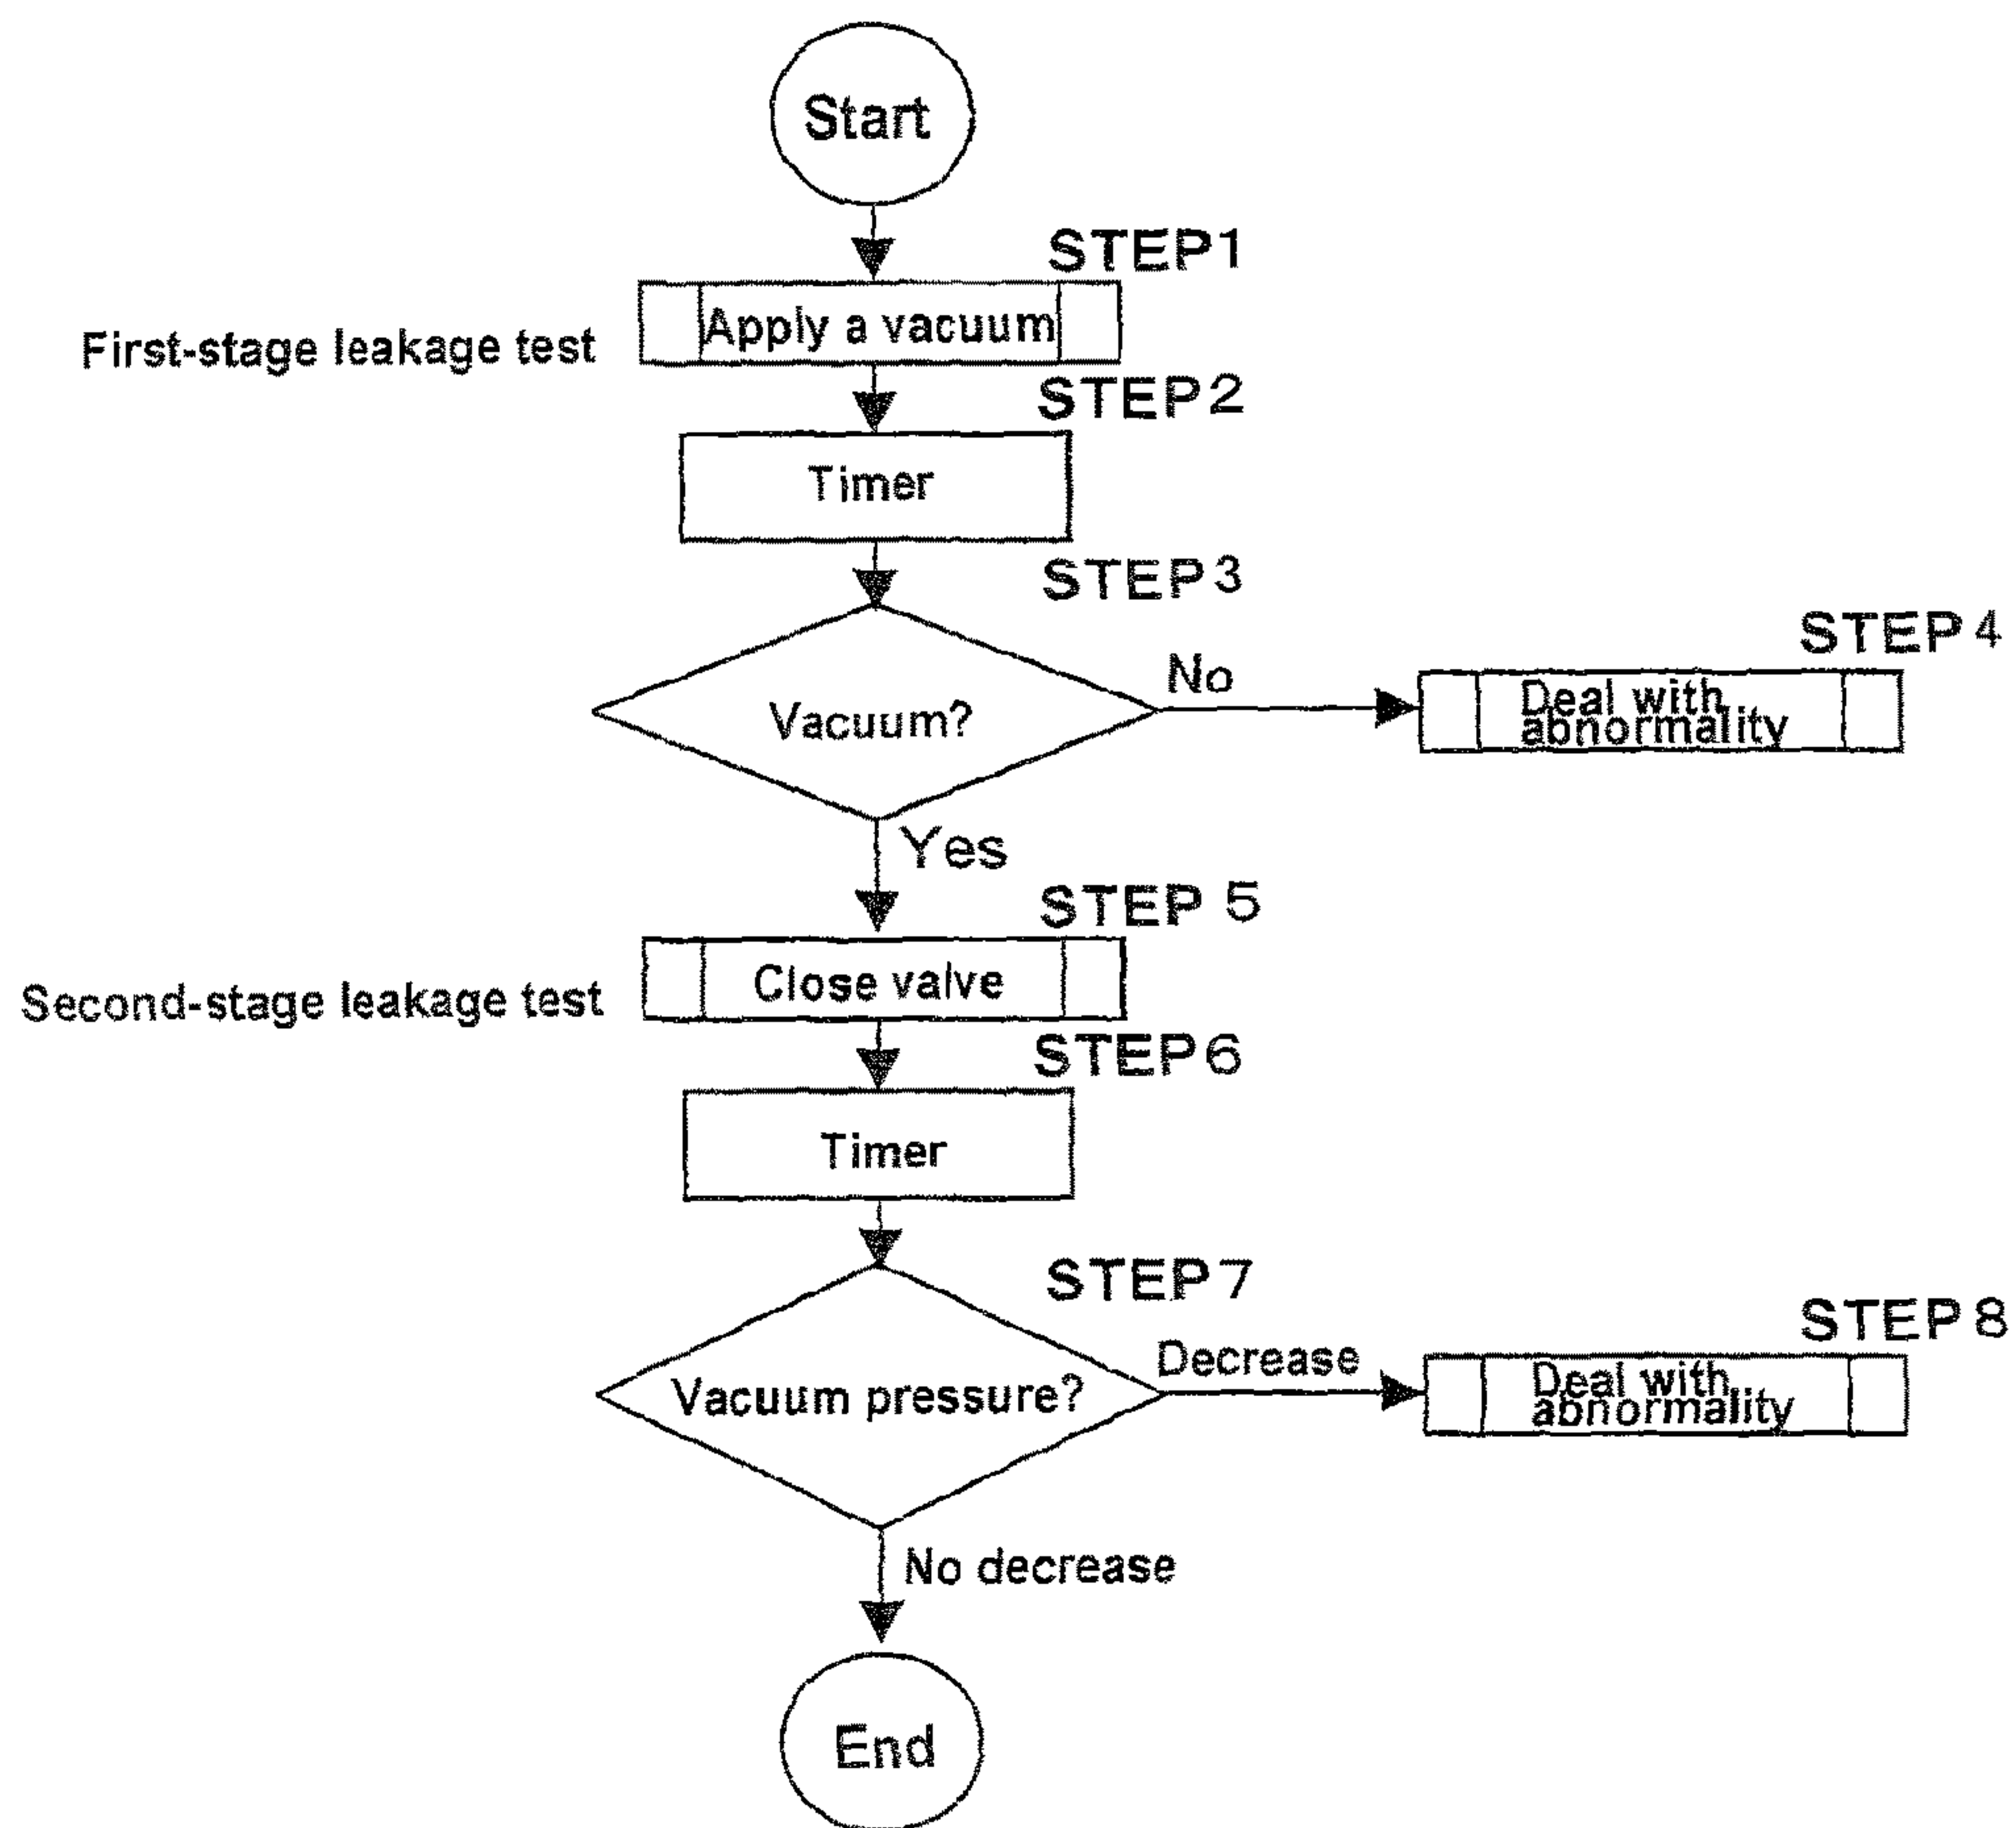 Start
STEP1
First-stage leakage test
Apply a vacuum
STEP2
Timer
STEP3
Vacuum?
No
STEP4
Deal with
abnormality
Yes
STEP 5
Second-stage leakage test
Close valve
STEP6
Timer
STEP7
Vacuum pressure?
Decrease
STEP8
Deal with
abnormality
No decrease
End